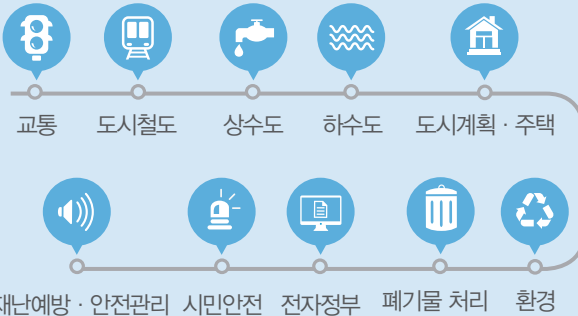 교통 도시철도 상수도 하수도 도시계획 · 주택
재난예방 · 안전관리 시민안전 전자정부 폐기물 처리 환경